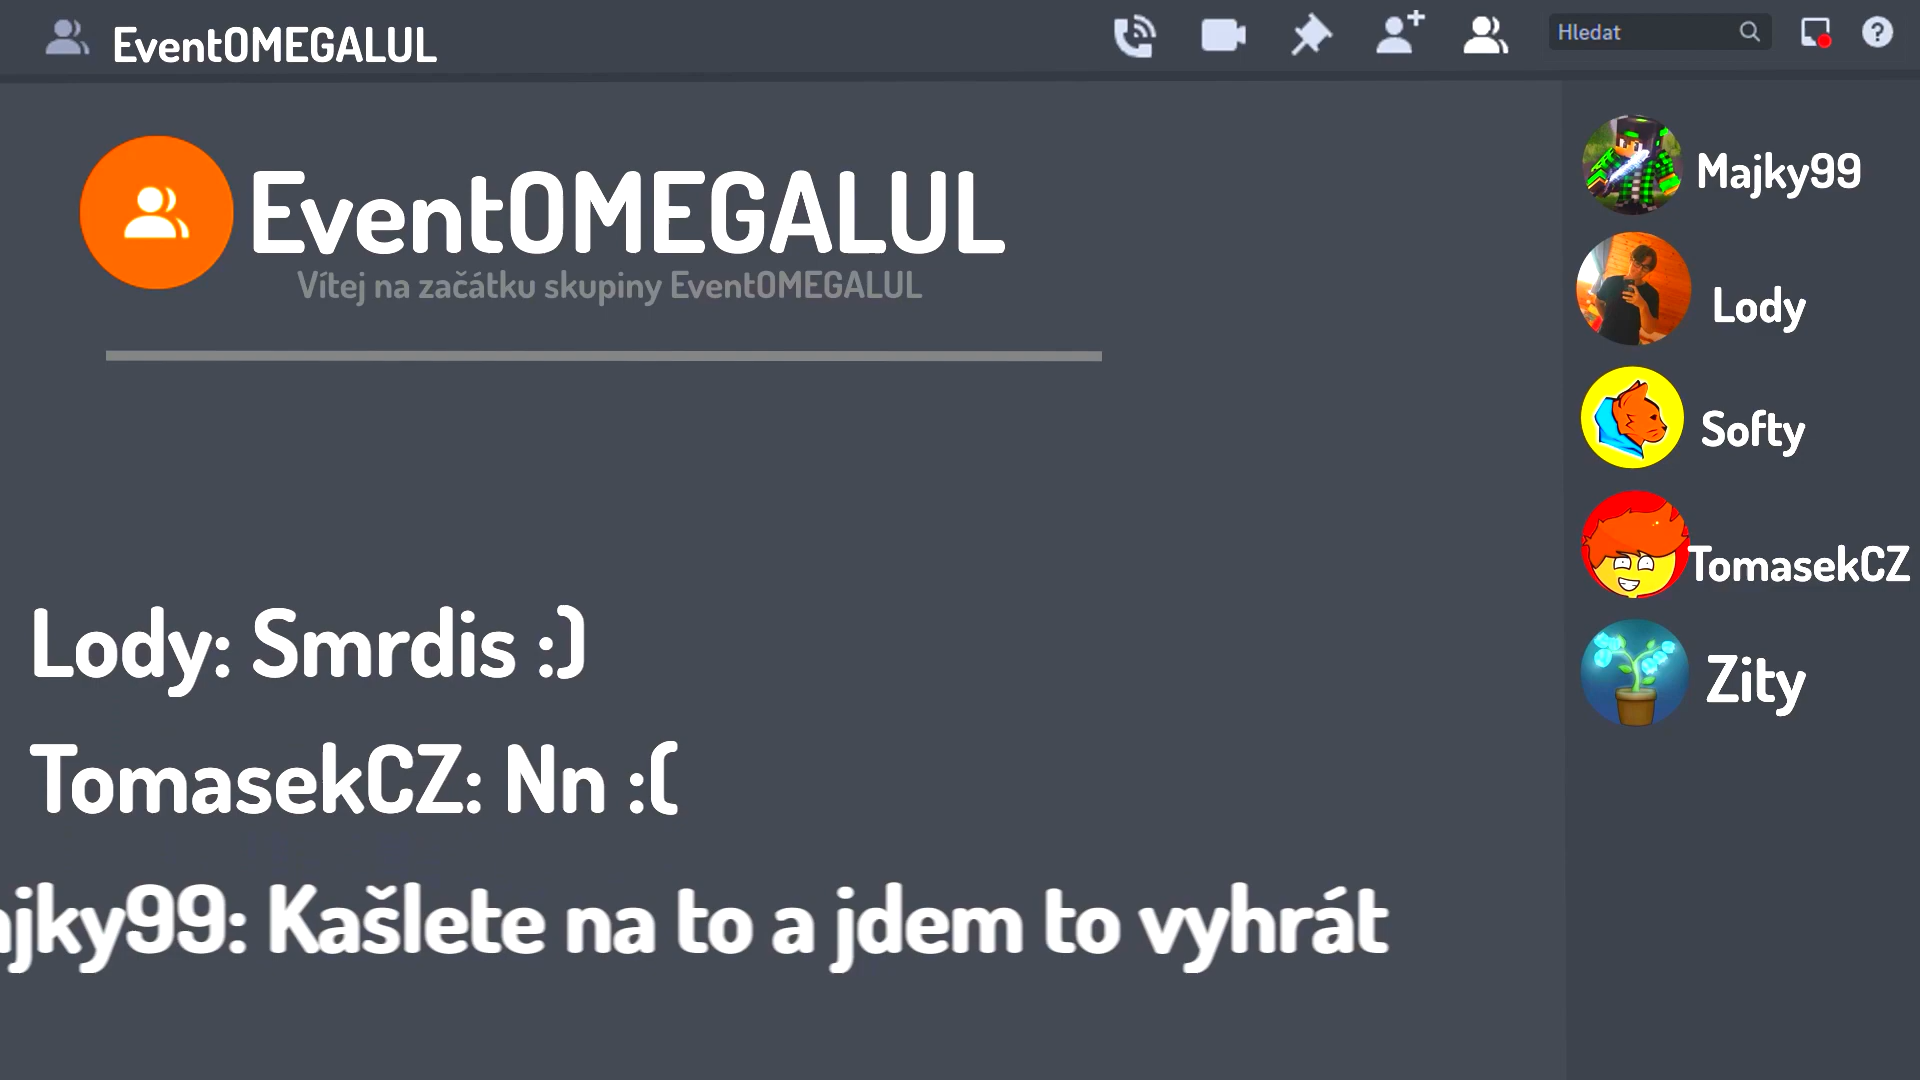 EventOMEGALUL
Hledat
EventOMEGALUL
Vítej na začátku skupiny EventOMEGALUL
Majky99
Lody
Softy
TomasekCZ
Zity
Lody: Smrdis :)
TomasekCZ: Nn :(
ajky99: Kašlete na to a jdem to vyhrát